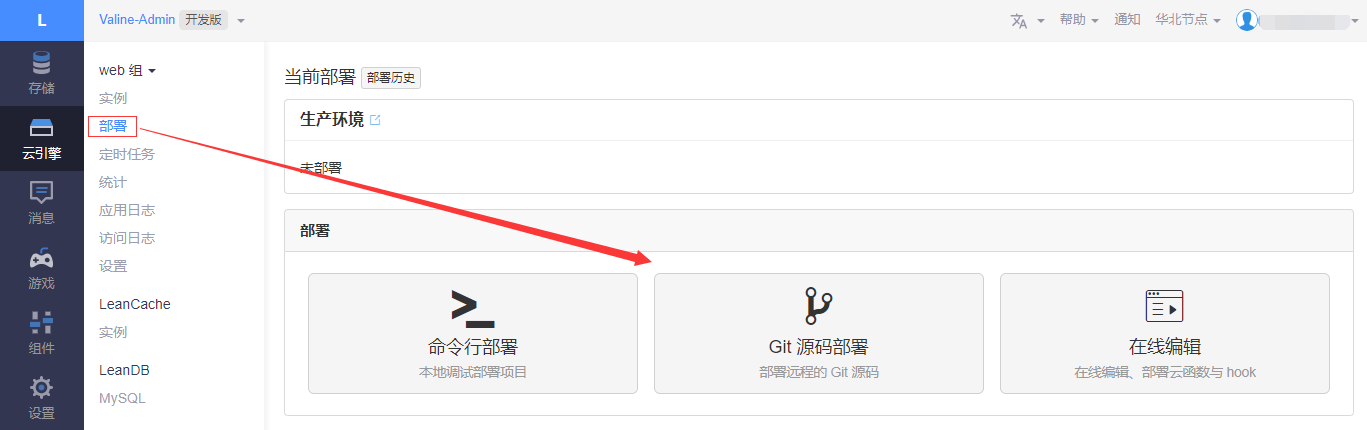 L
Valine-Admin 开发版
帮助 通知 华北节点
存储
云引擎
消息
游戏
组件
设置
web 组
实例
部署
定时任务
统计
应用日志
访问日志
设置
LeanCache
实例
LeanDB
MySQL
当前部署 部署历史
生产环境
未部署
部署
命令行部署
本地调试部署项目
Git 源码部署
部署远程的 Git 源码
在线编辑
在线编辑、部署云函数与 hook